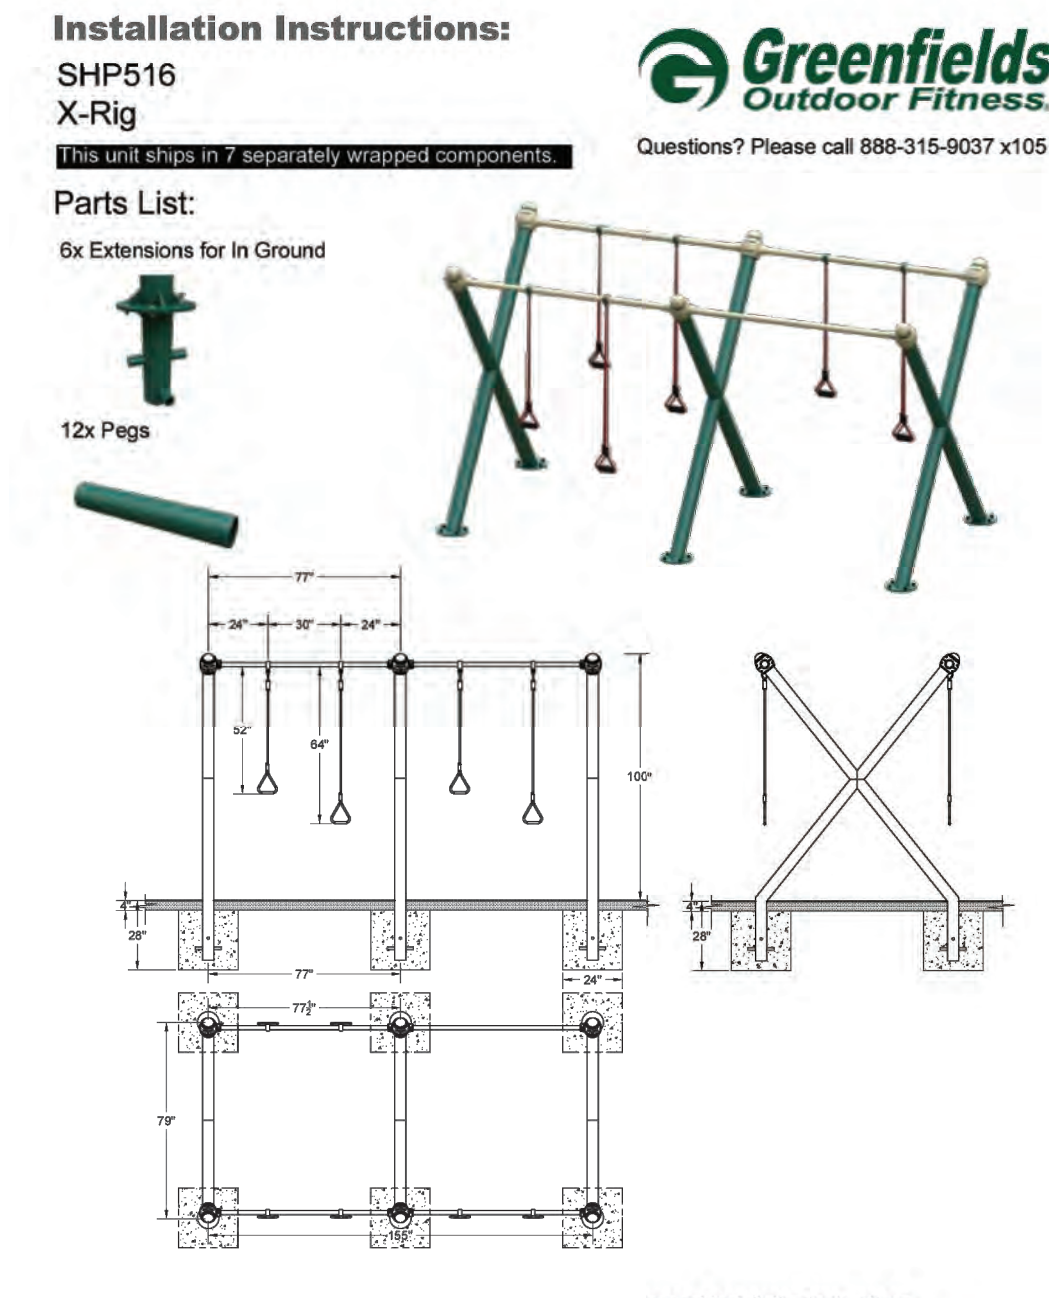 Installation Instructions:
SHP516
X-Rig
This unit ships in 7 separately wrapped components.
Greenfields
Outdoor Fitness
Questions? Please call 888-315-9037 x105
Parts List:
6x Extensions for In Ground
12x Pegs
77"
24" 30" 24"
52"
64"
100"
4"
28"
77"
24"
4"
28"
77½"
79"
155"